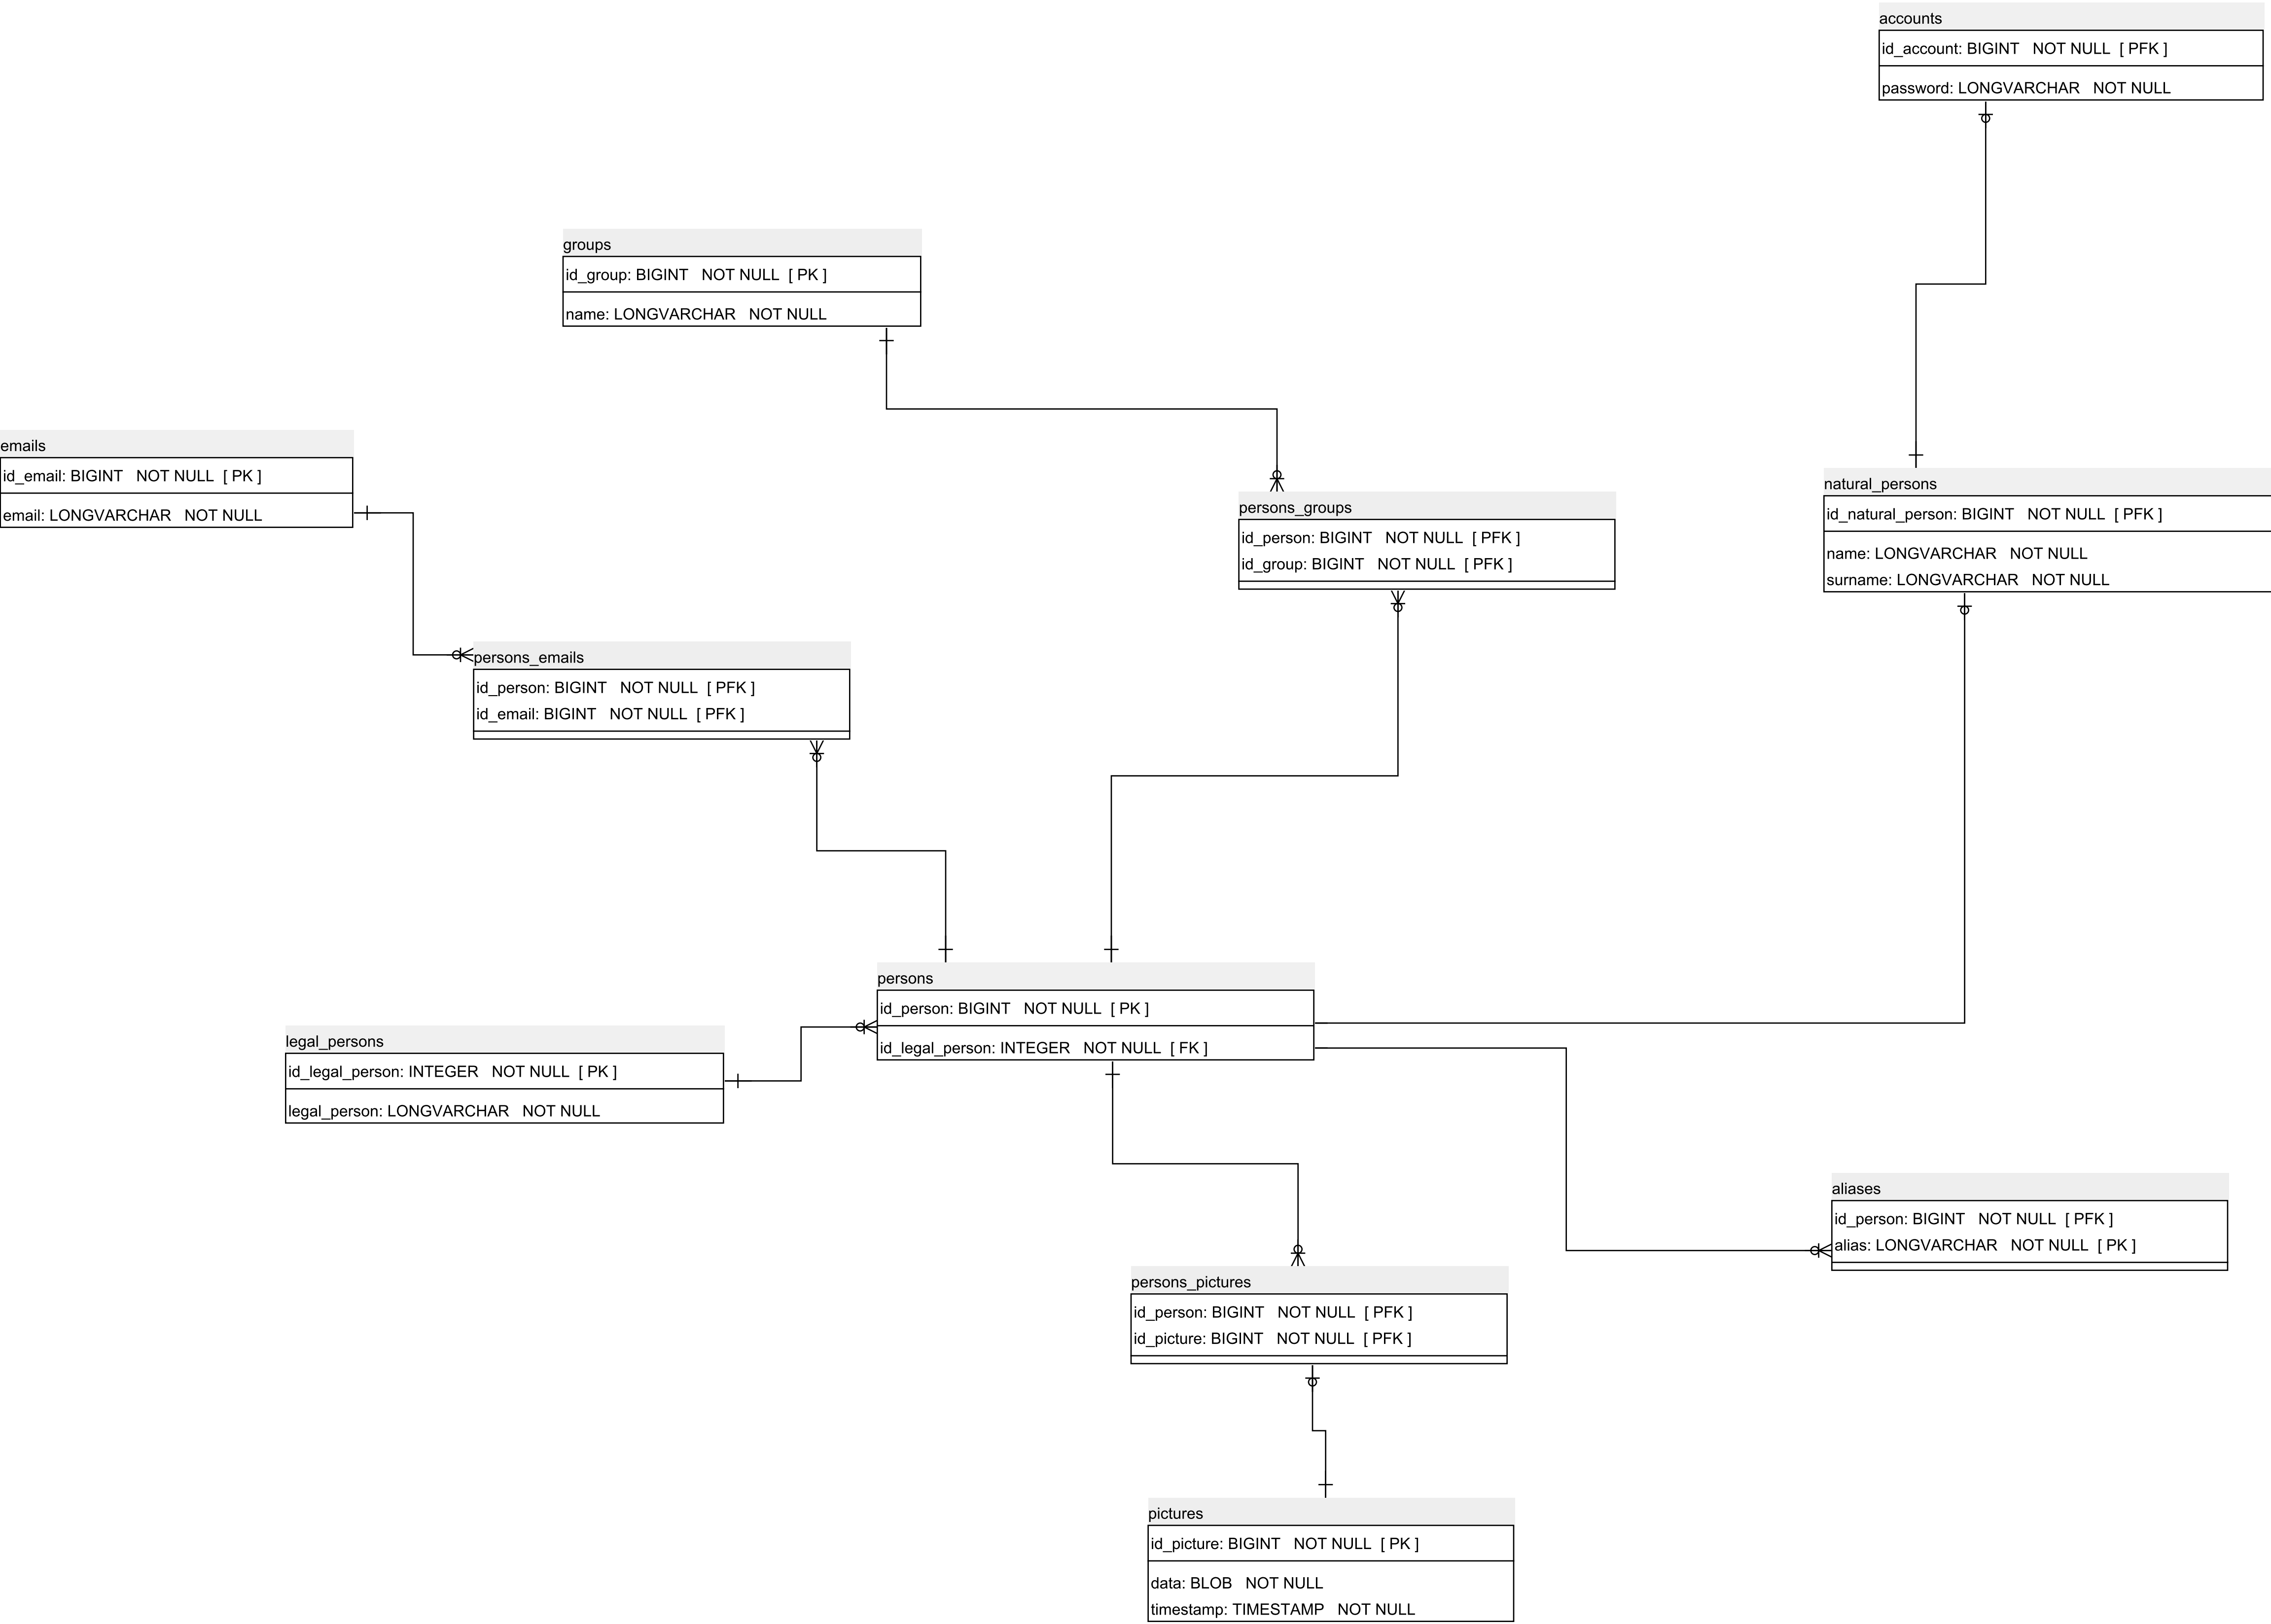 accounts
id_account: BIGINT NOT NULL [ PFK ]
password: LONGVARCHAR NOT NULL
groups
id_group: BIGINT NOT NULL [ PK ]
name: LONGVARCHAR NOT NULL
emails
id_email: BIGINT NOT NULL [ PK ]
email: LONGVARCHAR NOT NULL
natural_persons
id_natural_person: BIGINT NOT NULL [ PFK ]
name: LONGVARCHAR NOT NULL
surname: LONGVARCHAR NOT NULL
persons_groups
id_person: BIGINT NOT NULL [ PFK ]
id_group: BIGINT NOT NULL [ PFK ]
persons_emails
id_person: BIGINT NOT NULL [ PFK ]
id_email: BIGINT NOT NULL [ PFK ]
persons
id_person: BIGINT NOT NULL [ PK ]
id_legal_person: INTEGER NOT NULL [ FK ]
legal_persons
id_legal_person: INTEGER NOT NULL [ PK ]
legal_person: LONGVARCHAR NOT NULL
aliases
id_person: BIGINT NOT NULL [ PFK ]
alias: LONGVARCHAR NOT NULL [ PK ]
persons_pictures
id_person: BIGINT NOT NULL [ PFK ]
id_picture: BIGINT NOT NULL [ PFK ]
pictures
id_picture: BIGINT NOT NULL [ PK ]
data: BLOB NOT NULL
timestamp: TIMESTAMP NOT NULL